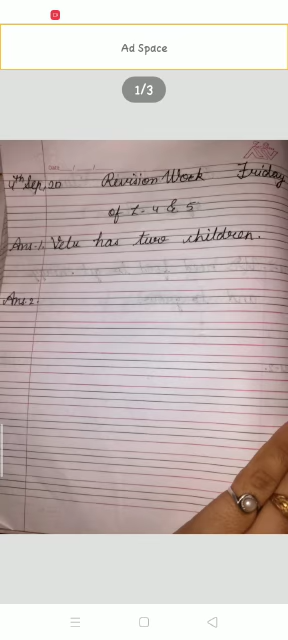 Ad Space
1/3
4th Sep, 20 Revision Work Friday
of L-4 & 5
Ans-1, Velu has two children.
Ans-2.